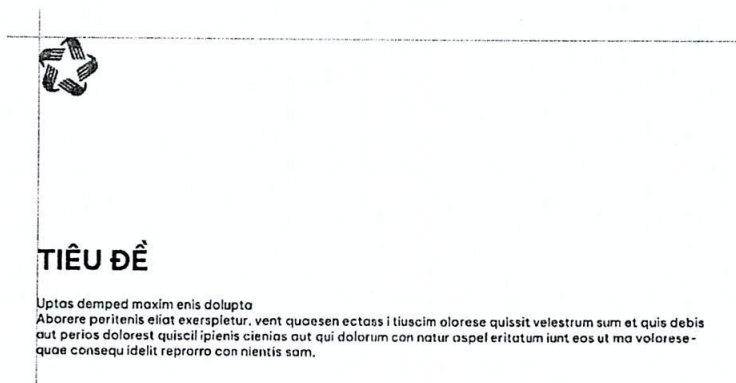 TIÊU ĐỀ
Uptas demped maxim enis dolupta
Aborere peritenis eliat exerspietur, vent quaesen ectass i tiuscim olorese quissit velestrum sum et quis debis
aut perios dolorest quiscil ipienis cienias aut qui dolorum con natur aspel eritatum iunt eos ut ma volorese-
quae consequ idelit reprorro con nientis sam.